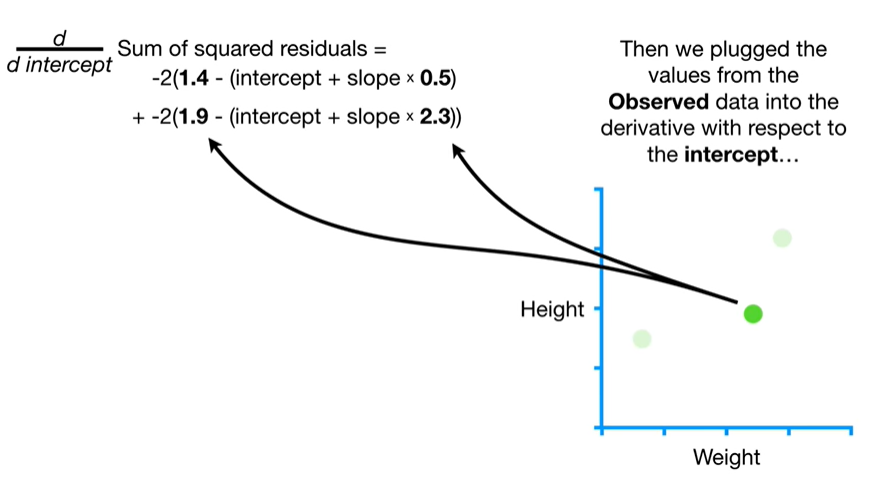 d
d intercept
Sum of squared residuals =
-2(1.4 - (intercept + slope × 0.5)
+ -2(1.9 - (intercept + slope × 2.3))
Then we plugged the
values from the
Observed data into the
derivative with respect to
the intercept…
Height
Weight